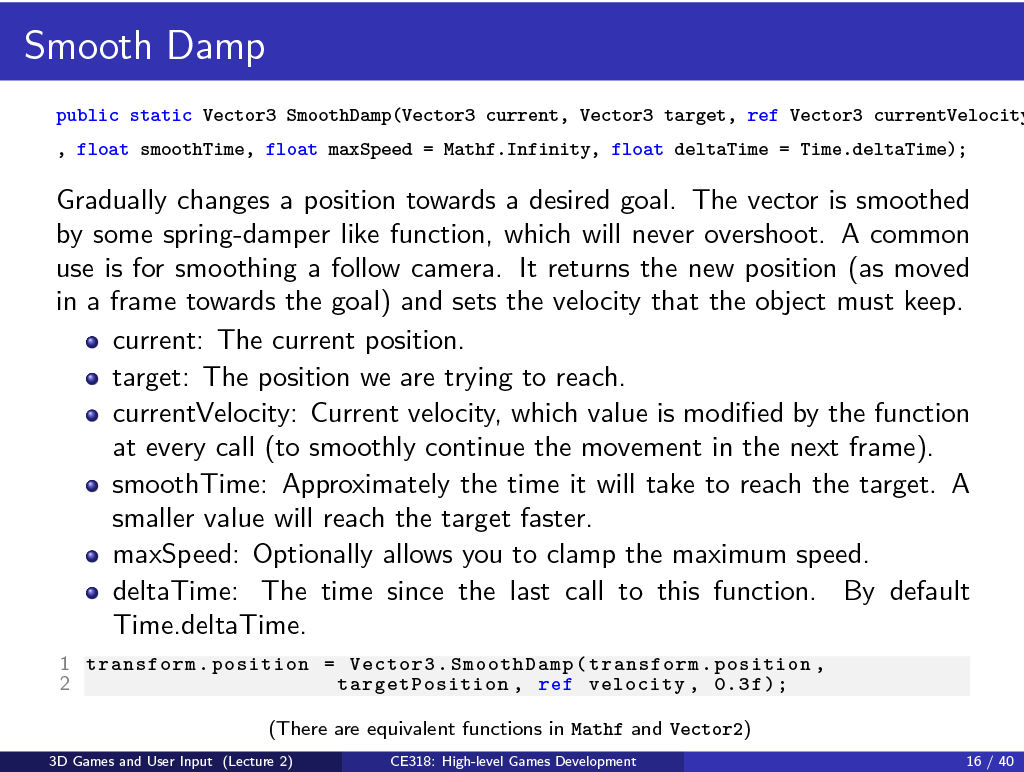 Smooth Damp
public static Vector3 SmoothDamp(Vector3 current, Vector3 target, ref Vector3 currentVelocity
, float smoothTime, float maxSpeed = Mathf.Infinity, float deltaTime = Time.deltaTime);
Gradually changes a position towards a desired goal. The vector is smoothed
by some spring-damper like function, which will never overshoot. A common
use is for smoothing a follow camera. It returns the new position (as moved
in a frame towards the goal) and sets the velocity that the object must keep.
current: The current position.
target: The position we are trying to reach.
currentVelocity: Current velocity, which value is modified by the function
at every call (to smoothly continue the movement in the next frame).
smoothTime: Approximately the time it will take to reach the target. A
smaller value will reach the target faster.
maxSpeed: Optionally allows you to clamp the maximum speed.
deltaTime: The time since the last call to this function. By default
Time.deltaTime.
1 transform.position = Vector3.SmoothDamp(transform.position,
2 targetPosition, ref velocity, 0.3f);
(There are equivalent functions in Mathf and Vector2)
3D Games and User Input (Lecture 2) CE318: High-level Games Development 16 / 40